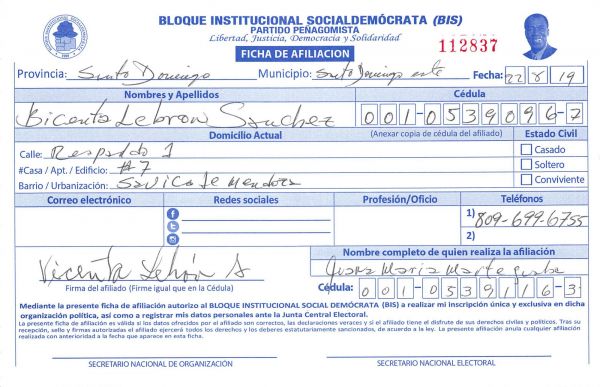 BLOQUE INSTITUCIONAL SOCIALDEMÓCRATA (BIS)
PARTIDO PEÑAGOMISTA
Libertad, Justicia, Democracia y Solidaridad
FICHA DE AFILIACION
112837
Provincia: Santo Domingo Municipio: Santo Domingo este Fecha: 22/8/19
Nombres y Apellidos Cédula
Bicenta Lebron Sanchez 001-0539096-7
Domicilio Actual (Anexar copia de cédula del afiliado) Estado Civil
Calle: Respardo 1 Casado
#Casa / Apt. / Edificio: #7 Soltero
Barrio / Urbanización: Savica de Mendoza Conviviente
Correo electrónico Redes sociales Profesión/Oficio Teléfonos
1) 809-699-6755
2)
Nombre completo de quien realiza la afiliación
Vicenta Lebrón S Juana Maria Marte
Firma del afiliado (Firme igual que en la Cédula) Cédula: 001-0539116-3
Mediante la presente ficha de afiliación autorizo al BLOQUE INSTITUCIONAL SOCIAL DEMÓCRATA (BIS) a realizar mi inscripción única y exclusiva en dicha
organización política, así como a registrar mis datos personales ante la Junta Central Electoral.
La presente ficha de afiliación es válida si los datos ofrecidos por el afiliado son correctos, las declaraciones veraces y si el afiliado tiene el disfrute de sus derechos civiles y políticos. Tras su
recepción, sello y firmas autorizadas el afiliado ejercerá todos los derechos y los deberes estatutariamente sancionados, de acuerdo a la ley. La presente afiliación anula cualquier afiliación
realizada con anterioridad a la fecha que aparece en esta ficha.
SECRETARIO NACIONAL DE ORGANIZACIÓN SECRETARIO NACIONAL ELECTORAL